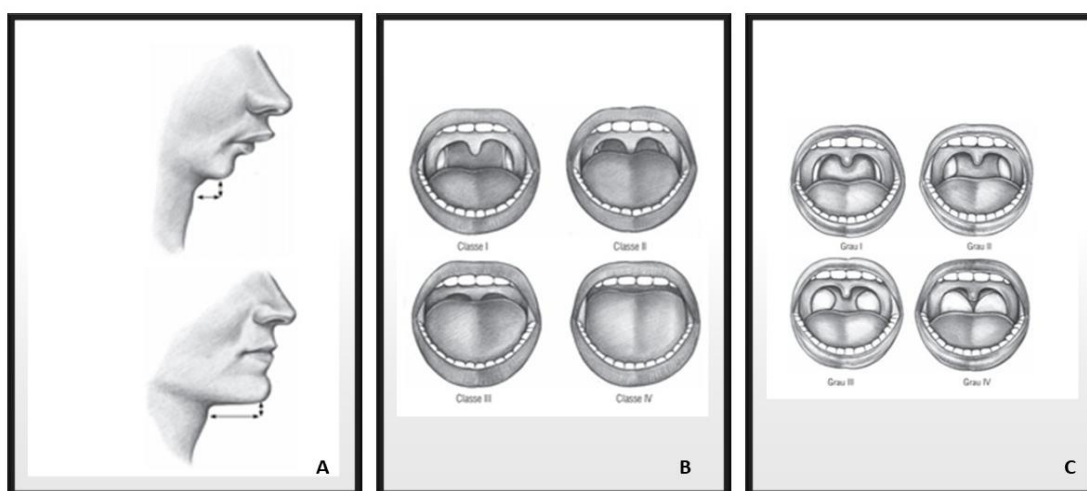 A
Classe I
Classe II
Classe III
Classe IV
B
Grau I
Grau II
Grau III
Grau IV
C